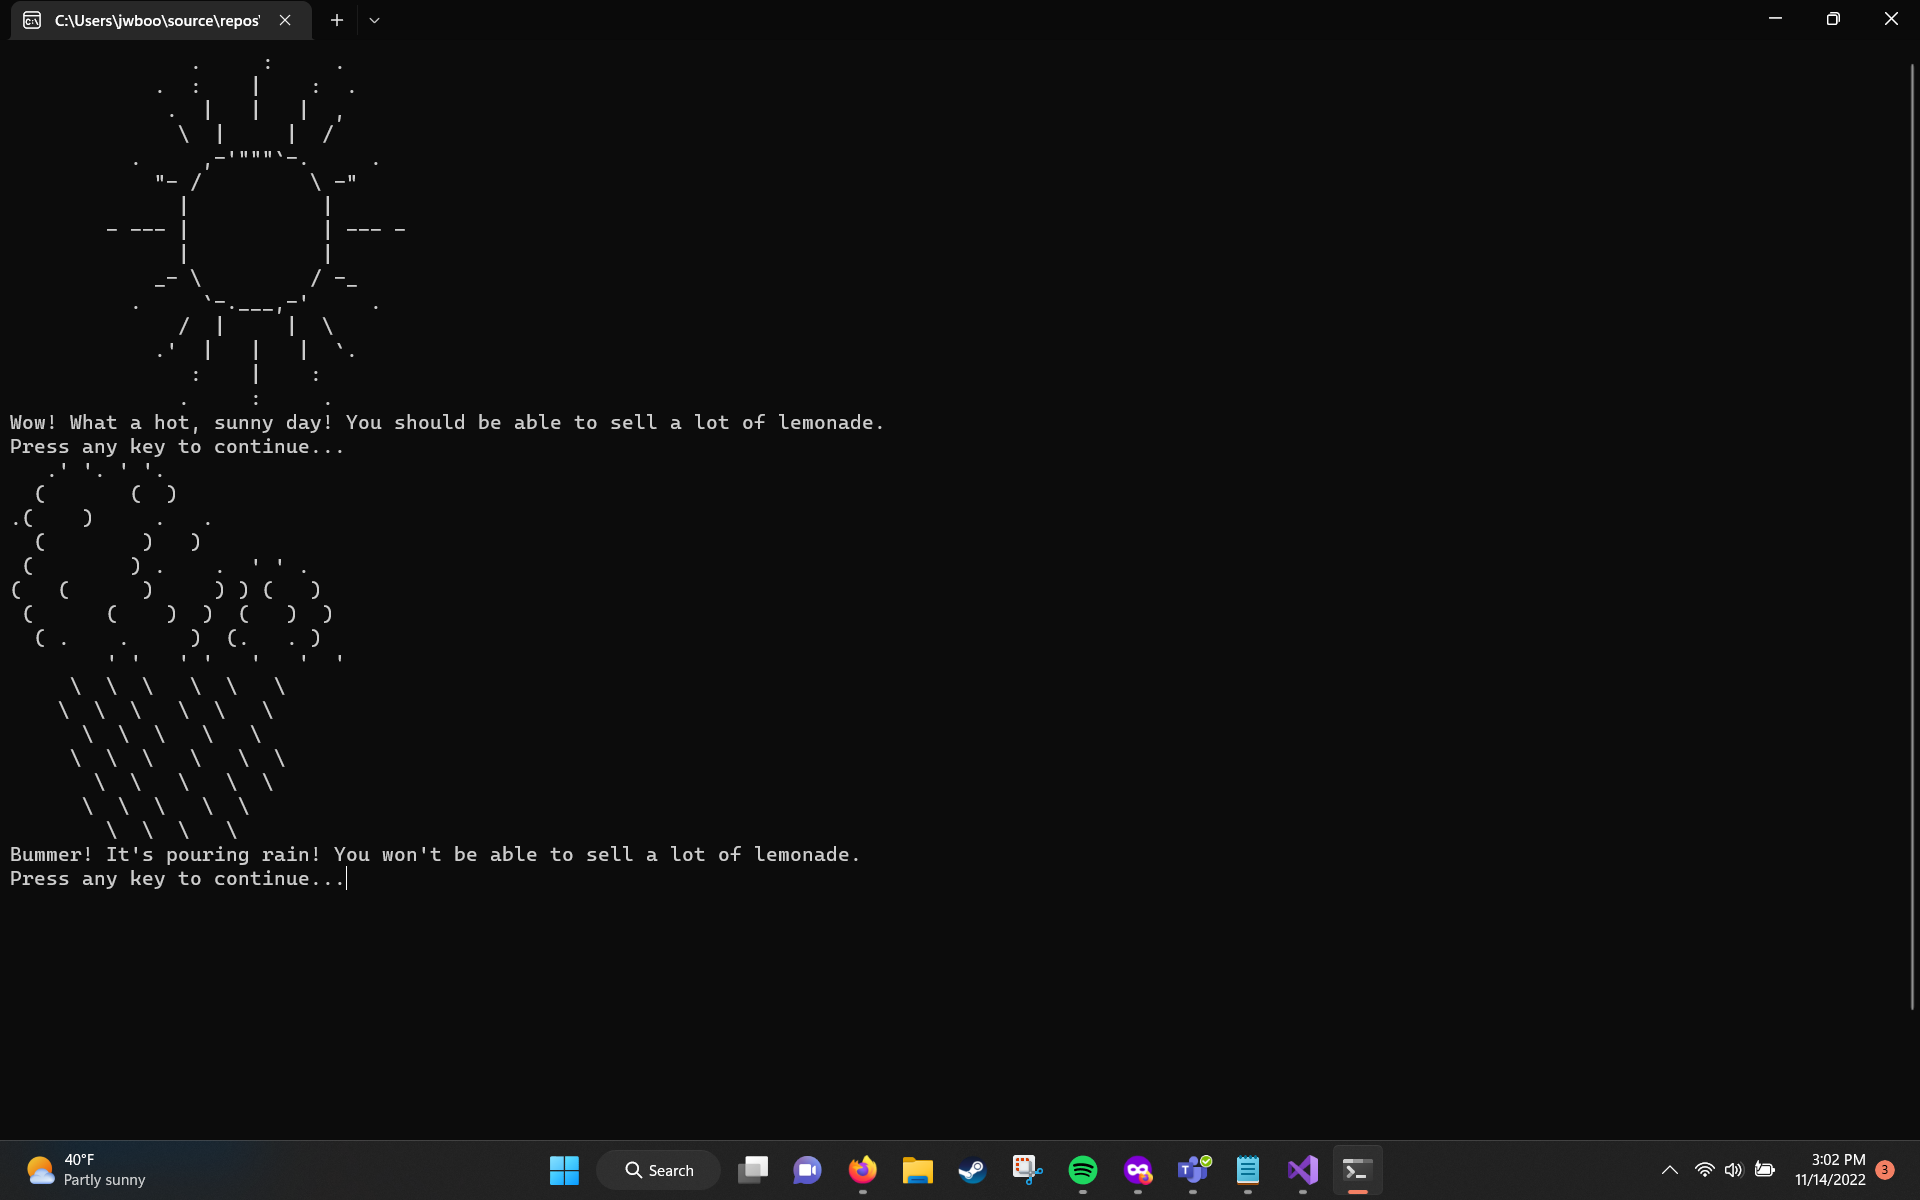 C:\Users\jwboo\source\repos'
Wow! What a hot, sunny day! You should be able to sell a lot of lemonade.
Press any key to continue...
Bummer! It's pouring rain! You won't be able to sell a lot of lemonade.
Press any key to continue...
40°F
Partly sunny
Search
3:02 PM
11/14/2022
3